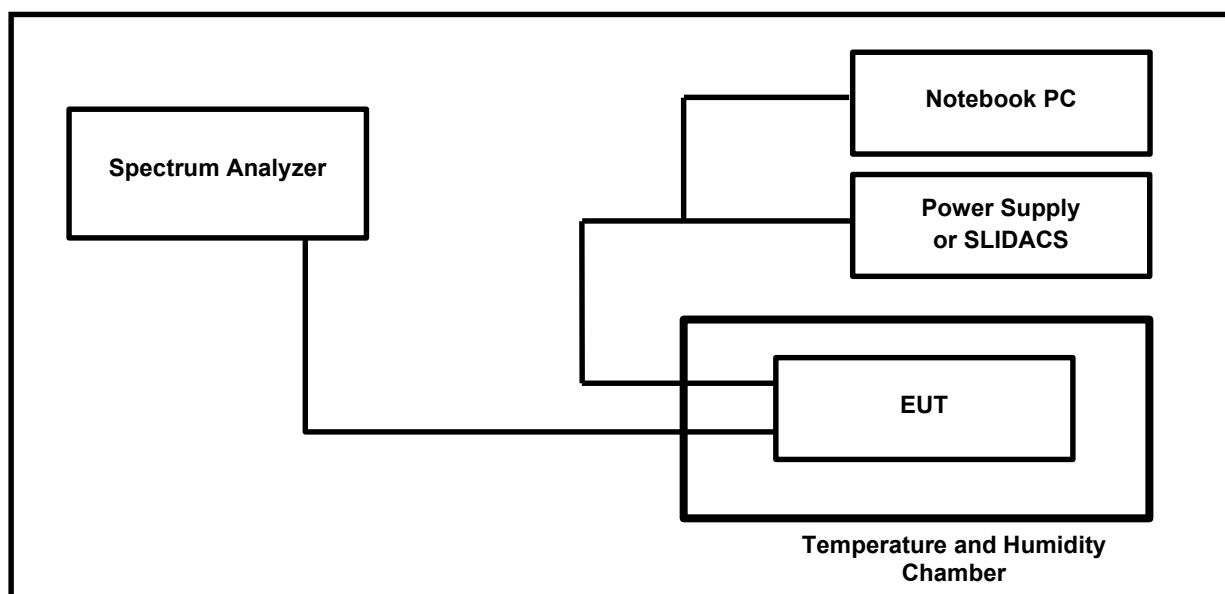 Notebook PC
Spectrum Analyzer
Power Supply
or SLIDACS
EUT
Temperature and Humidity
Chamber